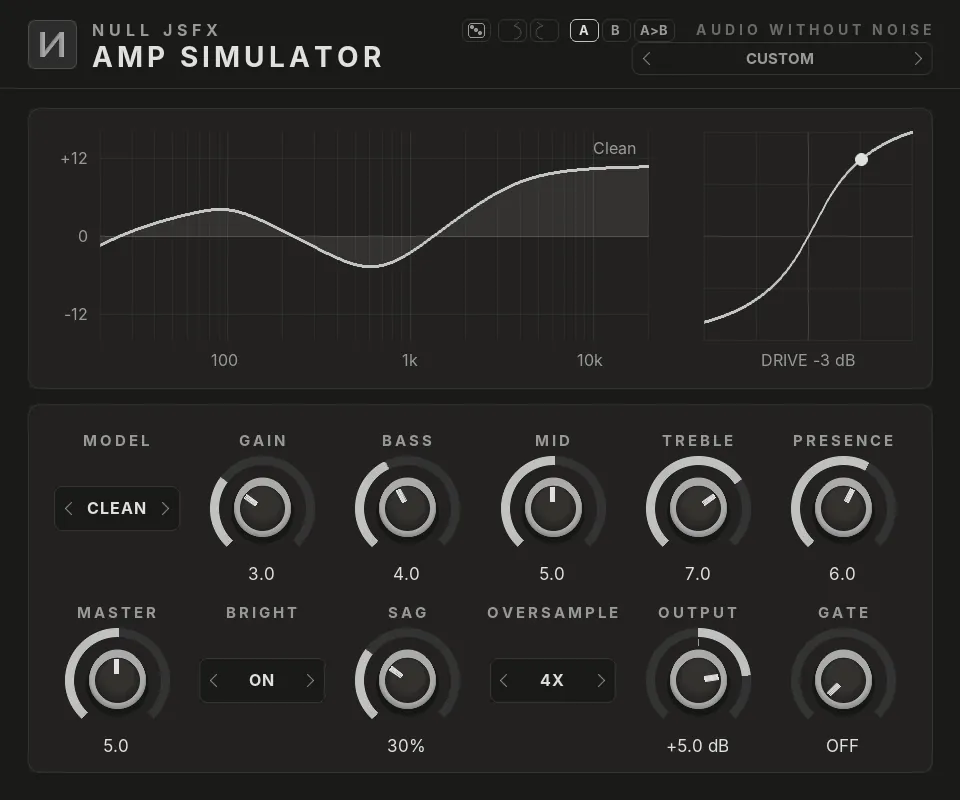 NULL JSFX
AMP SIMULATOR
A B A>B AUDIO WITHOUT NOISE
CUSTOM
+12
0
-12
Clean
100 1k 10k
DRIVE -3 dB
MODEL GAIN BASS MID TREBLE PRESENCE
CLEAN
3.0 4.0 5.0 7.0 6.0
MASTER BRIGHT SAG OVERSAMPLE OUTPUT GATE
ON 4X
5.0 30% +5.0 dB OFF